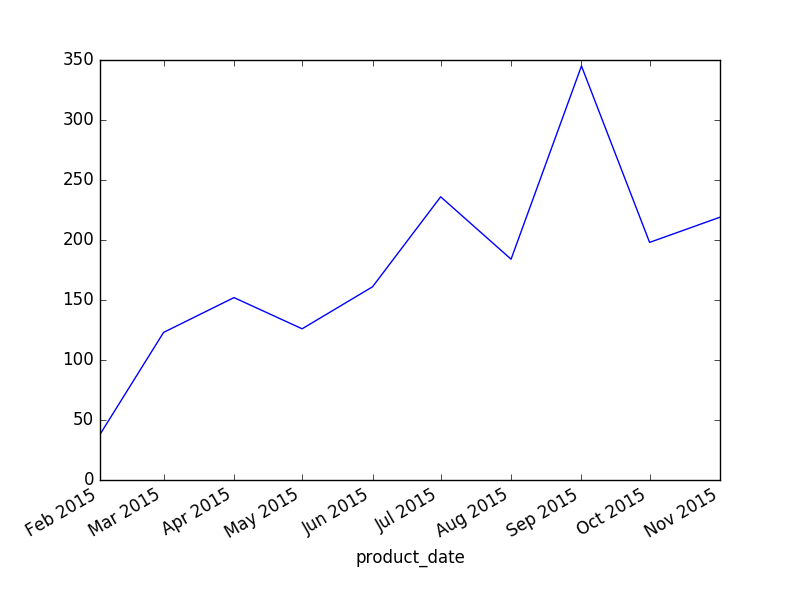 350
300
250
200
150
100
50
0
Feb 2015
Mar 2015
Apr 2015
May 2015
Jun 2015
Jul 2015
Aug 2015
Sep 2015
Oct 2015
Nov 2015
product_date